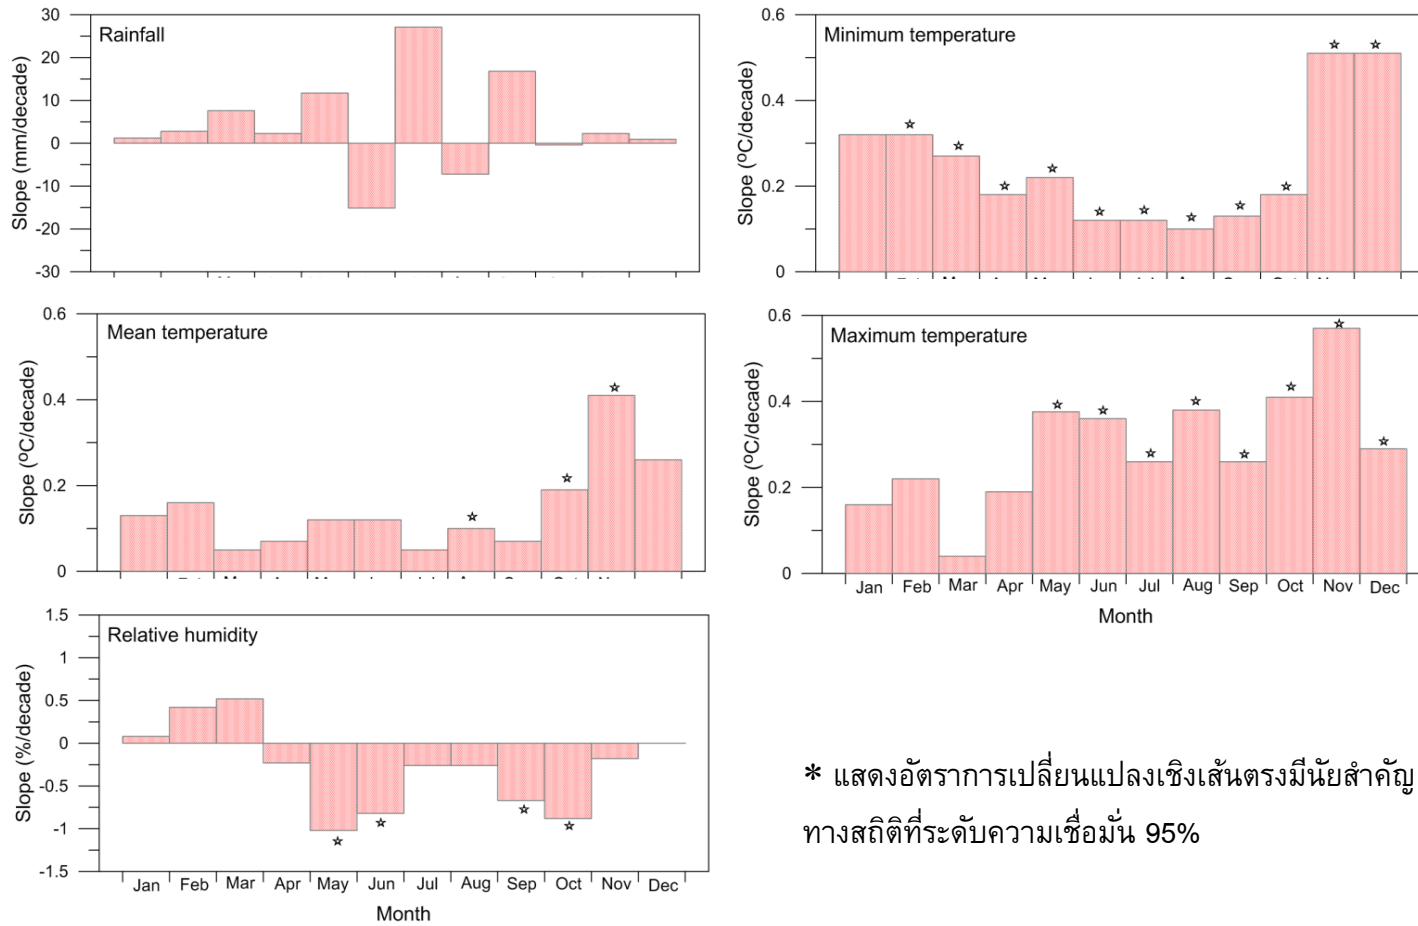 Rainfall
Slope (mm/decade)
30
20
10
0
-10
-20
-30
Minimum temperature
Slope (ºC/decade)
0.6
0.4
0.2
0
Mean temperature
Slope (ºC/decade)
0.6
0.4
0.2
0
Maximum temperature
Slope (ºC/decade)
0.6
0.4
0.2
0
Jan Feb Mar Apr May Jun Jul Aug Sep Oct Nov Dec
Month
Relative humidity
Slope (%/decade)
1.5
1
0.5
0
-0.5
-1
-1.5
Jan Feb Mar Apr May Jun Jul Aug Sep Oct Nov Dec
Month
* แสดงอัตราการเปลี่ยนแปลงเชิงเส้นตรงมีนัยสำคัญ
ทางสถิติที่ระดับความเชื่อมั่น 95%